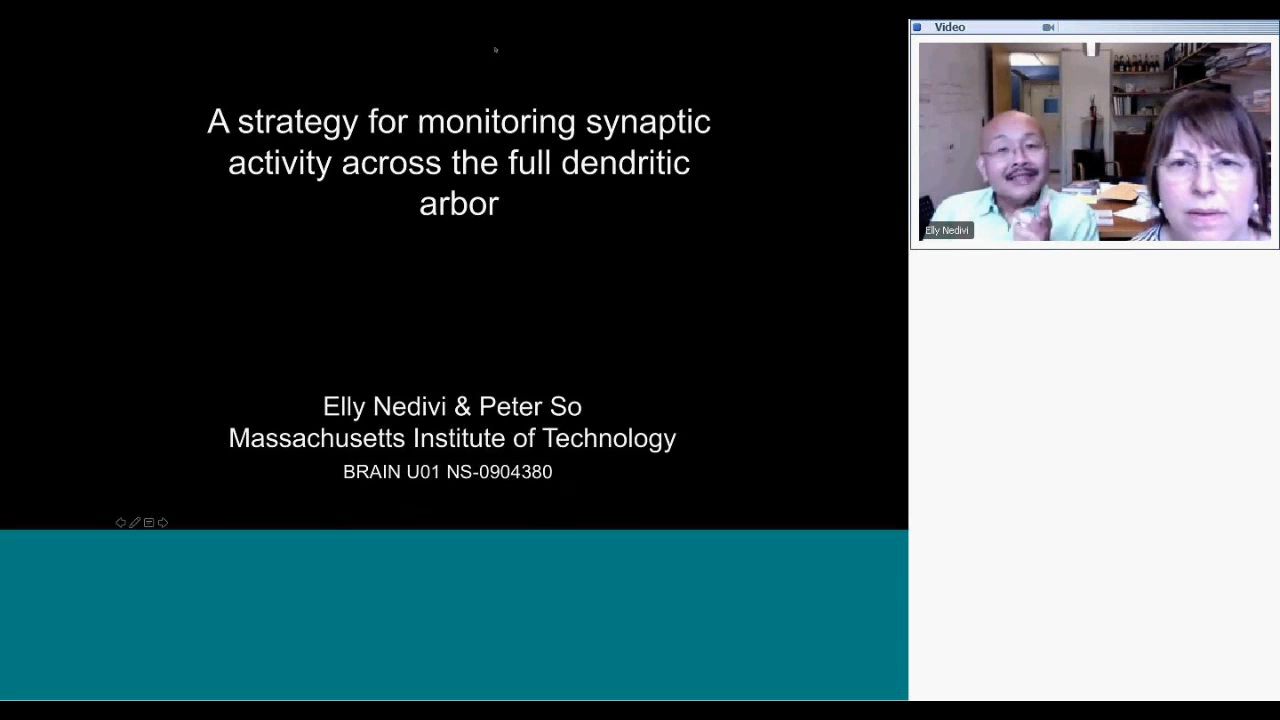 Video
A strategy for monitoring synaptic
activity across the full dendritic
arbor
Elly Nedivi
Elly Nedivi & Peter So
Massachusetts Institute of Technology
BRAIN U01 NS-0904380